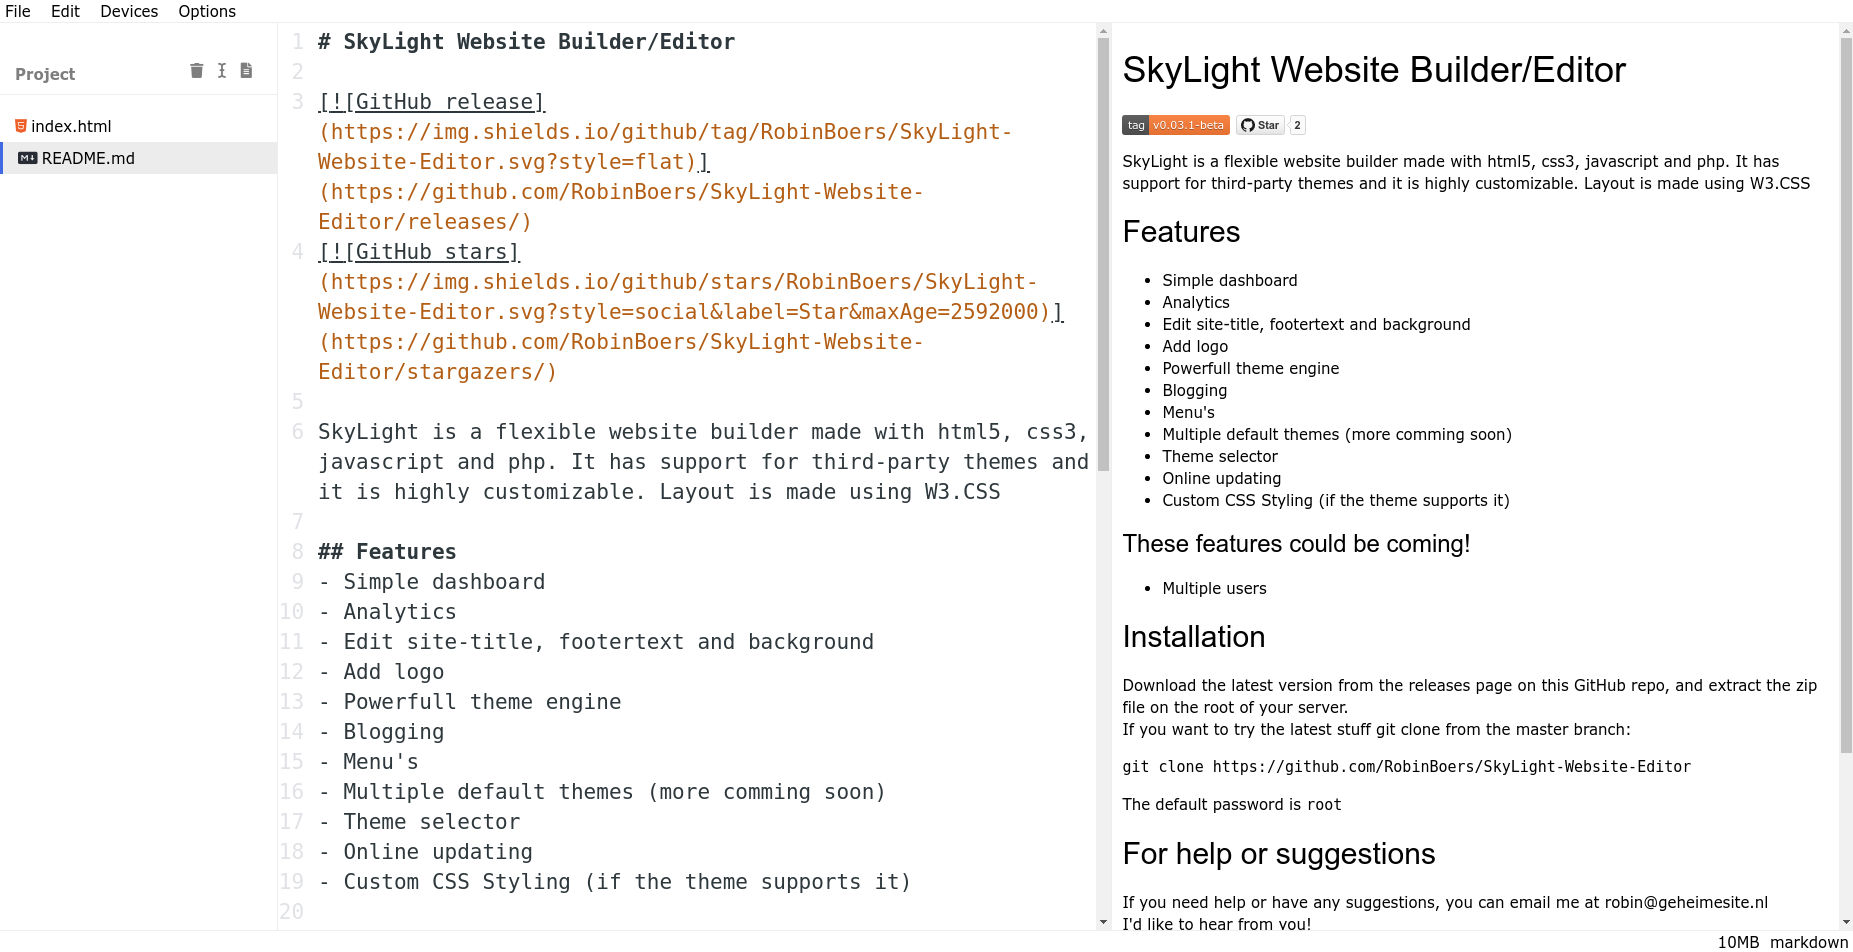 File Edit Devices Options
Project
index.html
README.md
1 # SkyLight Website Builder/Editor
2
3 [![GitHub release]
(https://img.shields.io/github/tag/RobinBoers/SkyLight-
Website-Editor.svg?style=flat)]
(https://github.com/RobinBoers/SkyLight-Website-
Editor/releases/)
4 [![GitHub stars]
(https://img.shields.io/github/stars/RobinBoers/SkyLight-
Website-Editor.svg?style=social&label=Star&maxAge=2592000)]
(https://github.com/RobinBoers/SkyLight-Website-
Editor/stargazers/)
5
6 SkyLight is a flexible website builder made with html5, css3,
javascript and php. It has support for third-party themes and
it is highly customizable. Layout is made using W3.CSS
7
8 ## Features
9 - Simple dashboard
10 - Analytics
11 - Edit site-title, footertext and background
12 - Add logo
13 - Powerfull theme engine
14 - Blogging
15 - Menu's
16 - Multiple default themes (more comming soon)
17 - Theme selector
18 - Online updating
19 - Custom CSS Styling (if the theme supports it)
20
SkyLight Website Builder/Editor
tag v0.03.1-beta Star 2
SkyLight is a flexible website builder made with html5, css3, javascript and php. It has
support for third-party themes and it is highly customizable. Layout is made using W3.CSS
Features
• Simple dashboard
• Analytics
• Edit site-title, footertext and background
• Add logo
• Powerfull theme engine
• Blogging
• Menu's
• Multiple default themes (more comming soon)
• Theme selector
• Online updating
• Custom CSS Styling (if the theme supports it)
These features could be coming!
• Multiple users
Installation
Download the latest version from the releases page on this GitHub repo, and extract the zip
file on the root of your server.
If you want to try the latest stuff git clone from the master branch:
git clone https://github.com/RobinBoers/SkyLight-Website-Editor
The default password is root
For help or suggestions
If you need help or have any suggestions, you can email me at robin@geheimesite.nl
I'd like to hear from you!
10MB markdown